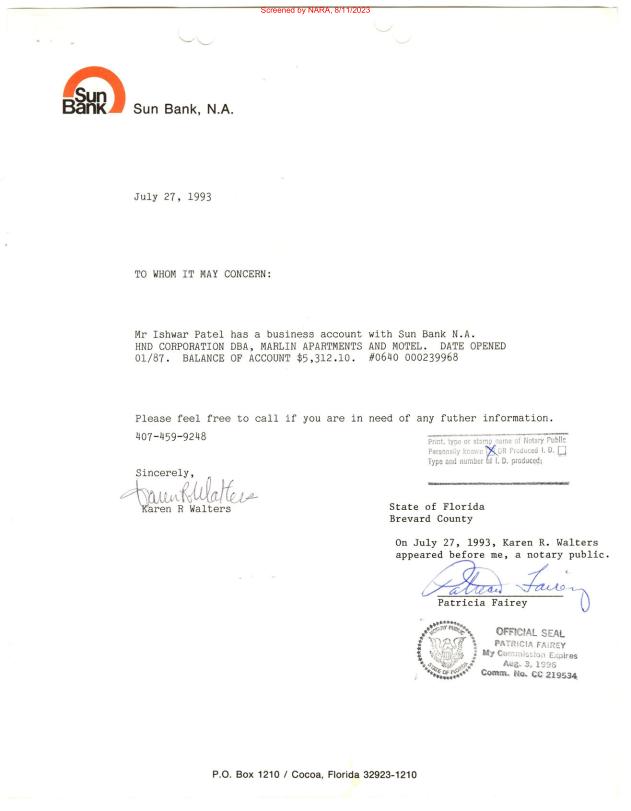 Screened by NARA, 8/11/2023
Sun
Bank
Sun Bank, N.A.
July 27, 1993
TO WHOM IT MAY CONCERN:
Mr Ishwar Patel has a business account with Sun Bank N.A.
HND CORPORATION DBA, MARLIN APARTMENTS AND MOTEL. DATE OPENED
01/87. BALANCE OF ACCOUNT $5,312.10. #0640 000239968
Please feel free to call if you are in need of any futher information.
407-459-9248
Print, type or stamp name of Notary Public
Personally known X OR Produced I. D. ☐
Type and number of I. D. produced:
Sincerely,
Karen R Walters
Karen R Walters
State of Florida
Brevard County
On July 27, 1993, Karen R. Walters
appeared before me, a notary public.
Patricia Fairey
Patricia Fairey
NOTARY PUBLIC
STATE OF FLORIDA
OFFICIAL SEAL
PATRICIA FAIREY
My Commission Expires
Aug. 3, 1996
Comm. No. CC 219534
P.O. Box 1210 / Cocoa, Florida 32923-1210